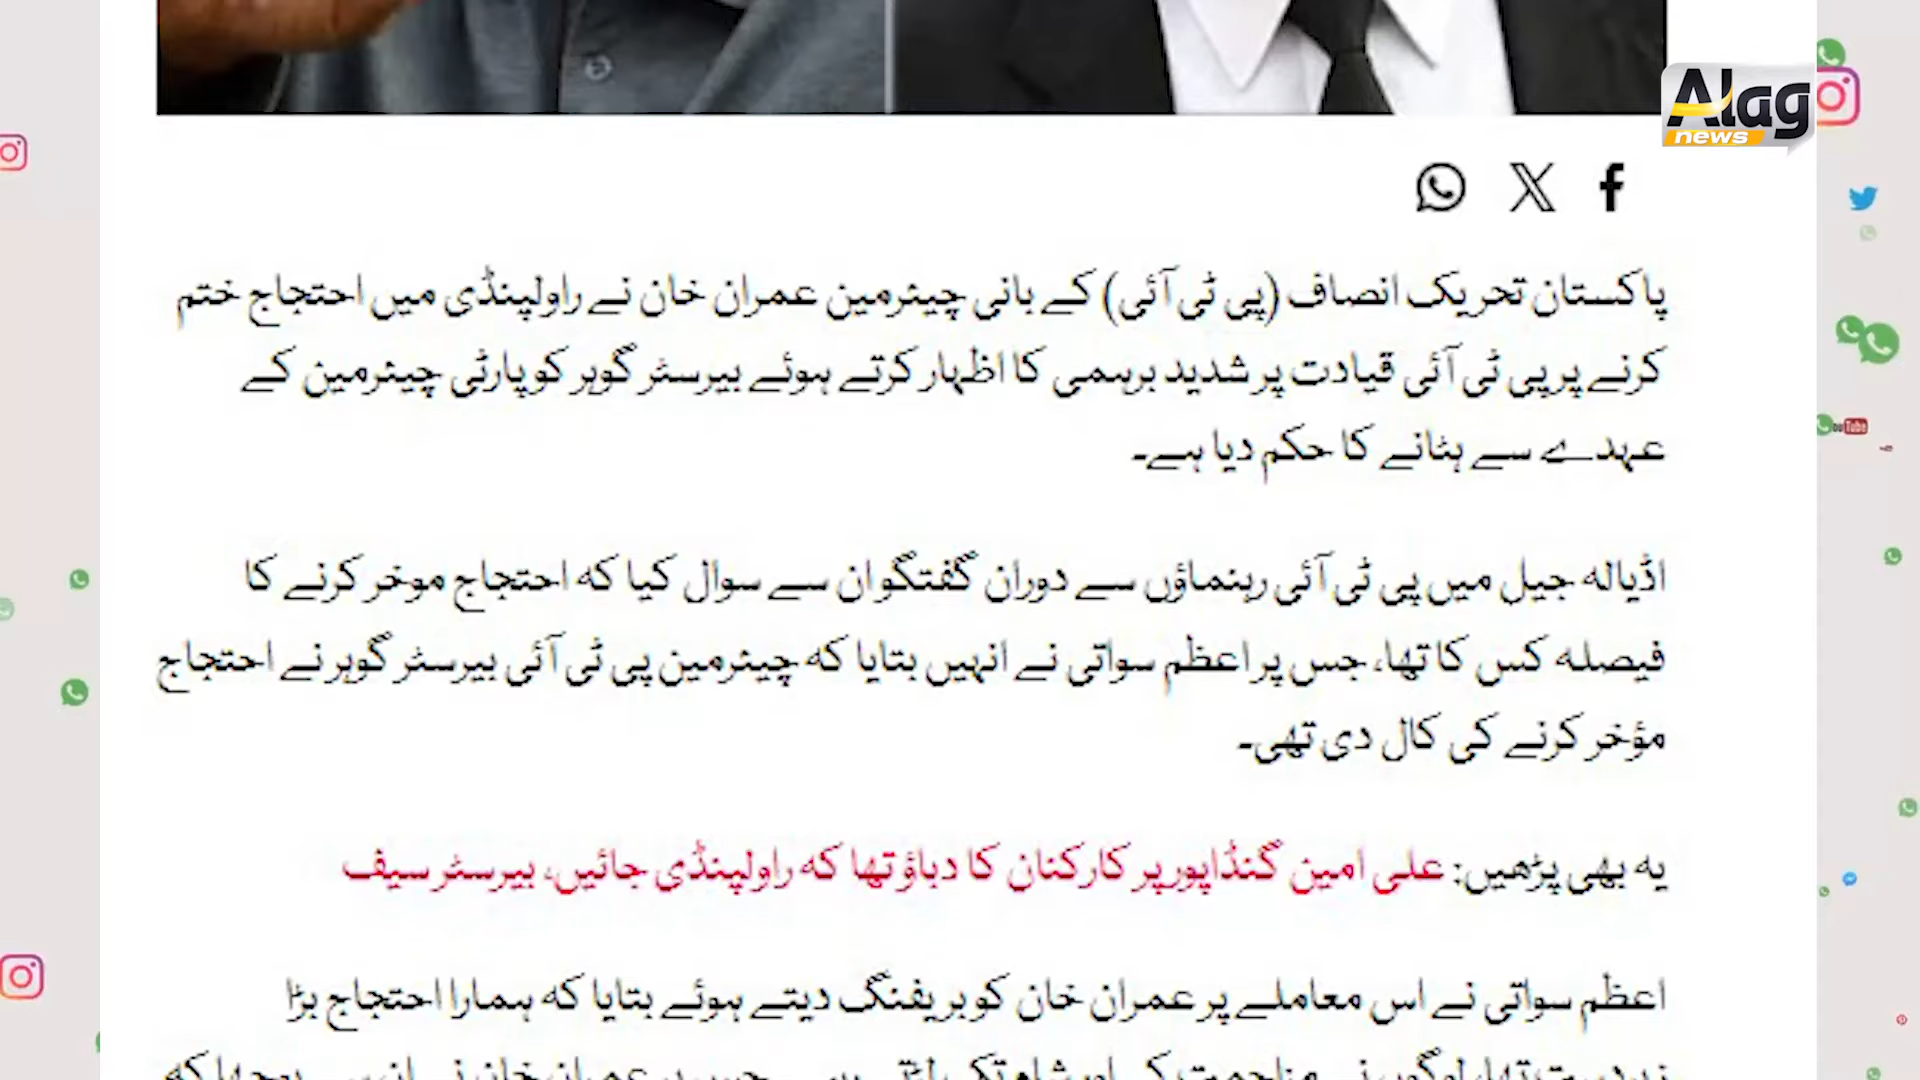 Alag
news
پاکستان تحریک انصاف (پی ٹی آئی) کے بانی چیئرمین عمران خان نے راولپنڈی میں احتجاج ختم
کرنے پر پی ٹی آئی قیادت پر شدید برہمی کا اظہار کرتے ہوئے بیرسٹر گوہر کو پارٹی چیئرمین کے
عہدے سے ہٹانے کا حکم دیا ہے۔
اڈیالہ جیل میں پی ٹی آئی رہنماؤں سے دوران گفتگو ان سے سوال کیا کہ احتجاج موخر کرنے کا
فیصلہ کس کا تھا، جس پر اعظم سواتی نے انہیں بتایا کہ چیئرمین پی ٹی آئی بیرسٹر گوہر نے احتجاج
مؤخر کرنے کی کال دی تھی۔
یہ بھی پڑھیں: علی امین گنڈاپور پر کارکنان کا دباؤ تھا کہ راولپنڈی جائیں، بیرسٹر سیف
اعظم سواتی نے اس معاملے پر عمران خان کو بریفنگ دیتے ہوئے بتایا کہ ہمارا احتجاج بڑا